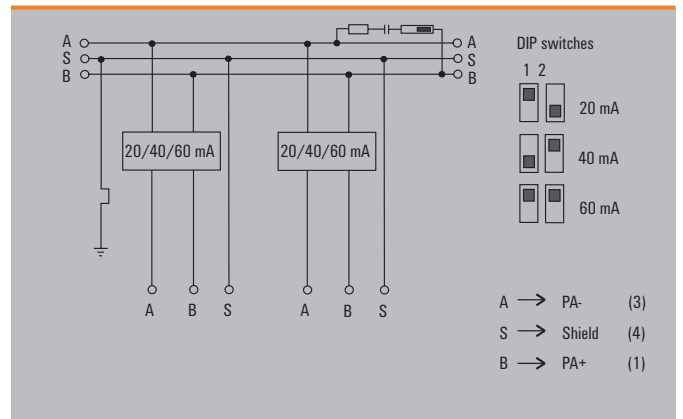 A A
S S
B B
20/40/60 mA 20/40/60 mA
A B S A B S
DIP switches
1 2
20 mA
40 mA
60 mA
A → PA- (3)
S → Shield (4)
B → PA+ (1)